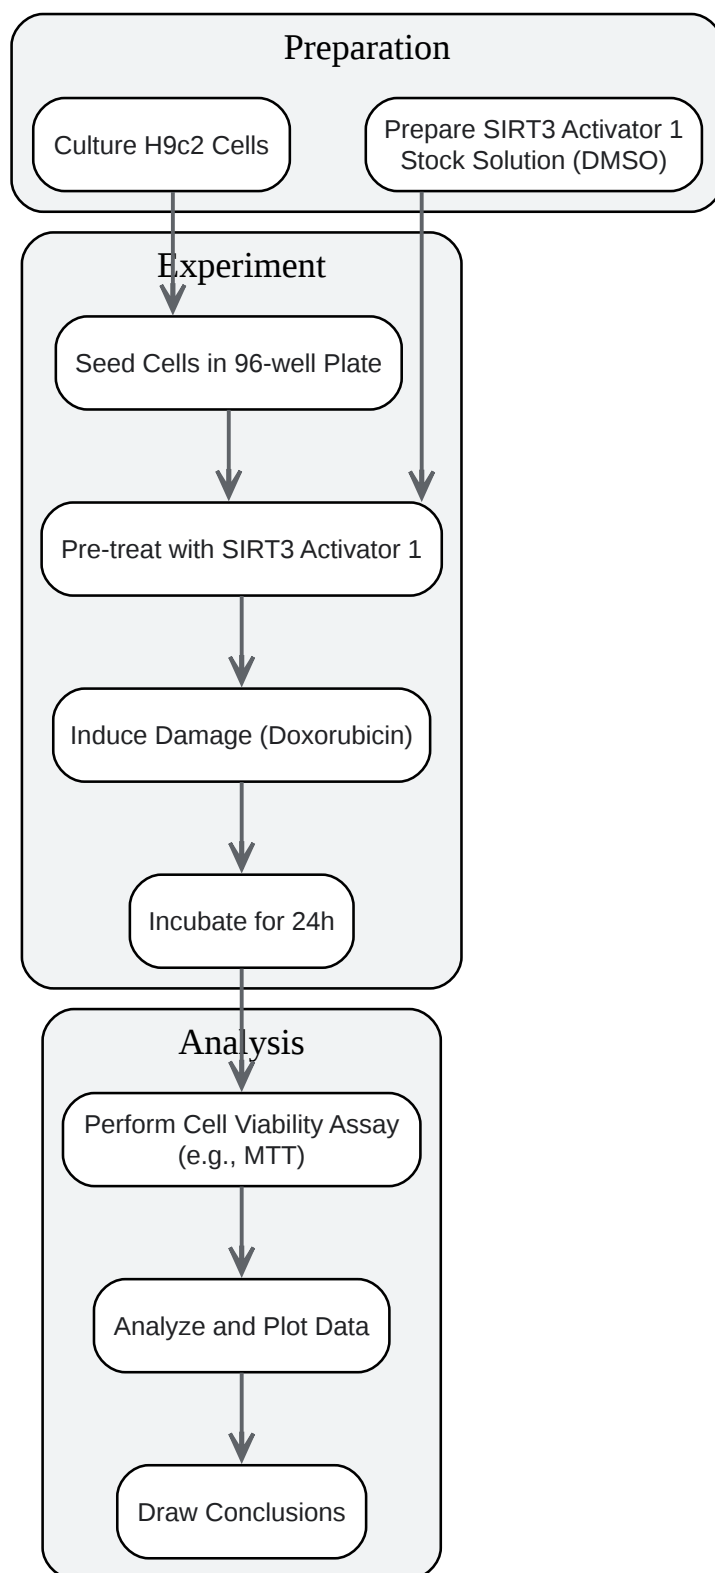 Preparation
Culture H9c2 Cells
Prepare SIRT3 Activator 1
Stock Solution (DMSO)
Experiment
Seed Cells in 96-well Plate
Pre-treat with SIRT3 Activator 1
Induce Damage (Doxorubicin)
Incubate for 24h
Analysis
Perform Cell Viability Assay
(e.g., MTT)
Analyze and Plot Data
Draw Conclusions